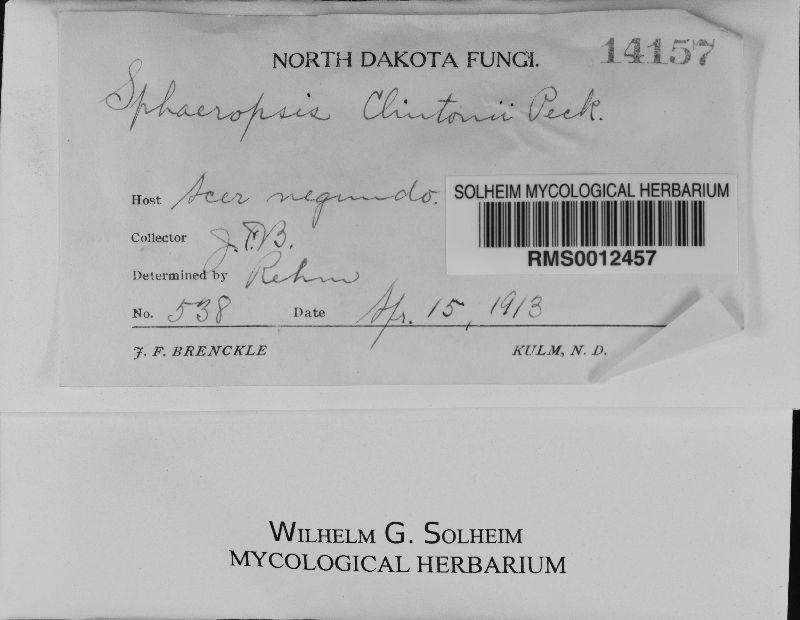 NORTH DAKOTA FUNGI. 14157
Sphaeropsis Clintonii Peck.
Host Acer negundo.
SOLHEIM MYCOLOGICAL HERBARIUM
RMS0012457
Collector J.F.B.
Determined by Rehm
No. 538 Date Apr. 15, 1913
J. F. BRENCKLE KULM, N. D.
WILHELM G. SOLHEIM
MYCOLOGICAL HERBARIUM